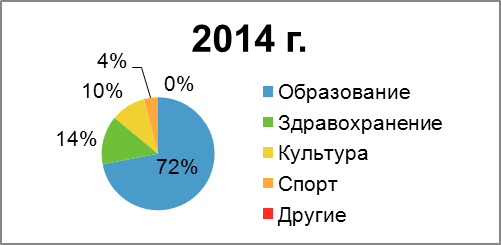 2014 г.
4%
0%
10%
14%
72%
Образование
Здравохранение
Культура
Спорт
Другие